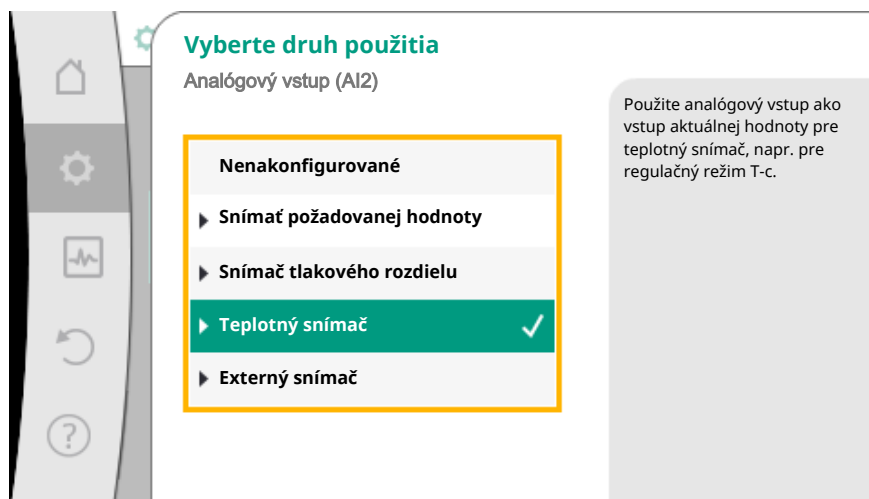 Vyberte druh použitia
Analógový vstup (AI2)
Nenakonfigurované
Snímať požadovanej hodnoty
Snímač tlakového rozdielu
Teplotný snímač
Externý snímač
Použite analógový vstup ako
vstup aktuálnej hodnoty pre
teplotný snímač, napr. pre
regulačný režim T-c.